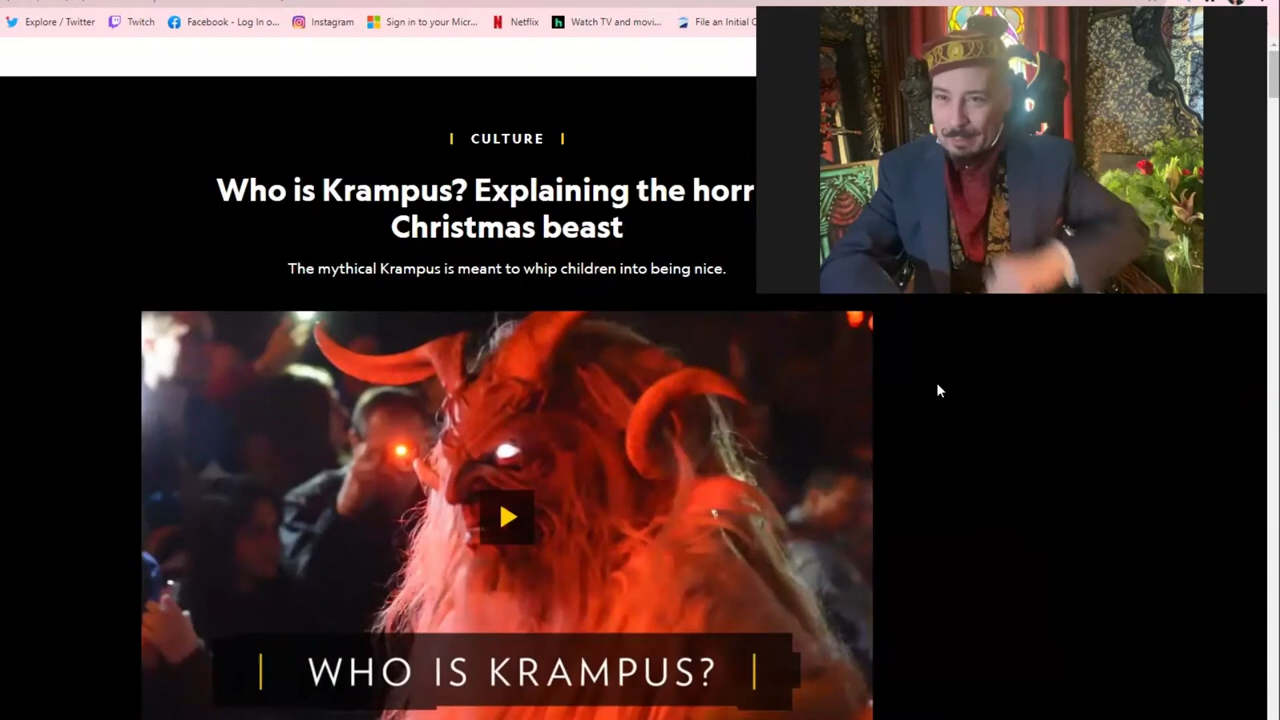 Explore / Twitter
Twitch
Facebook - Log In o...
Instagram
Sign in to your Micr...
Netflix
Watch TV and movi...
File an Initial C
| CULTURE |
Who is Krampus? Explaining the horr
Christmas beast
The mythical Krampus is meant to whip children into being nice.
| WHO IS KRAMPUS? |